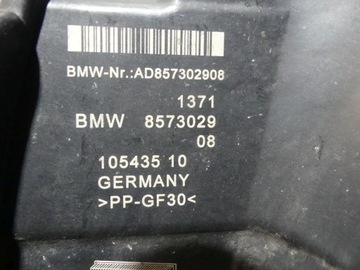 BMW-Nr.:AD857302908
1371
BMW 8573029
08
105435 10
GERMANY
>PP-GF30<